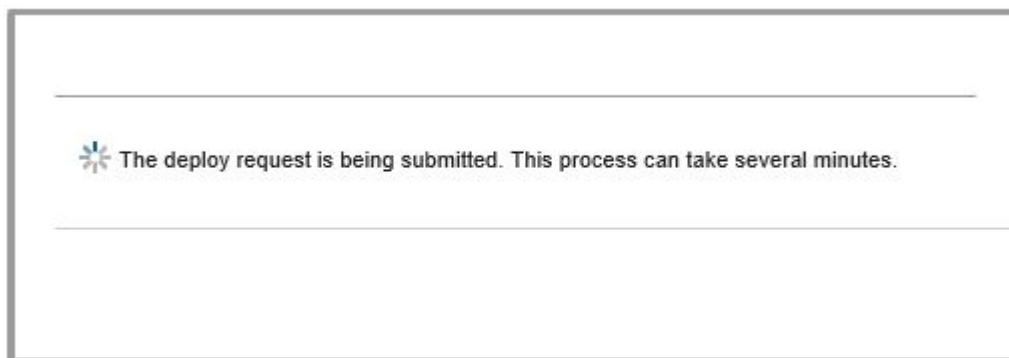 The deploy request is being submitted. This process can take several minutes.